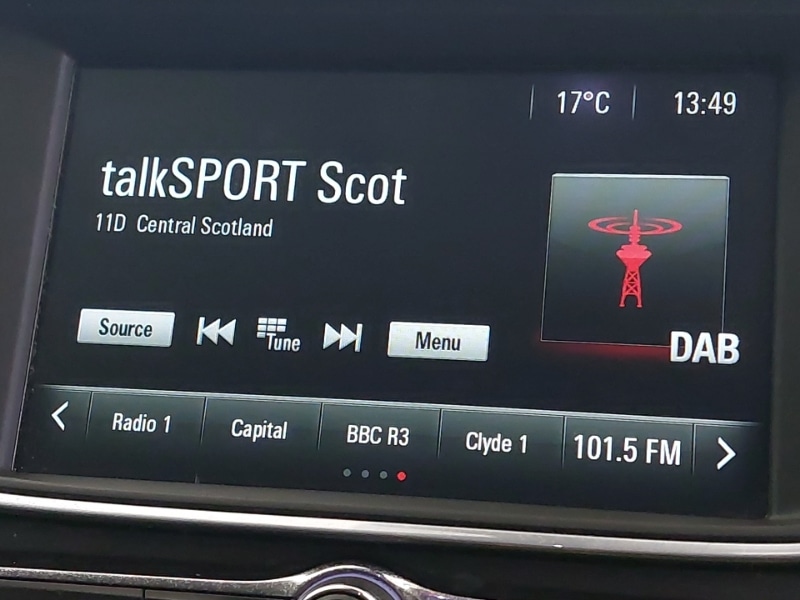 17°C 13:49
talkSPORT Scot
11D Central Scotland
Source Tune Menu
DAB
Radio 1 Capital BBC R3 Clyde 1 101.5 FM